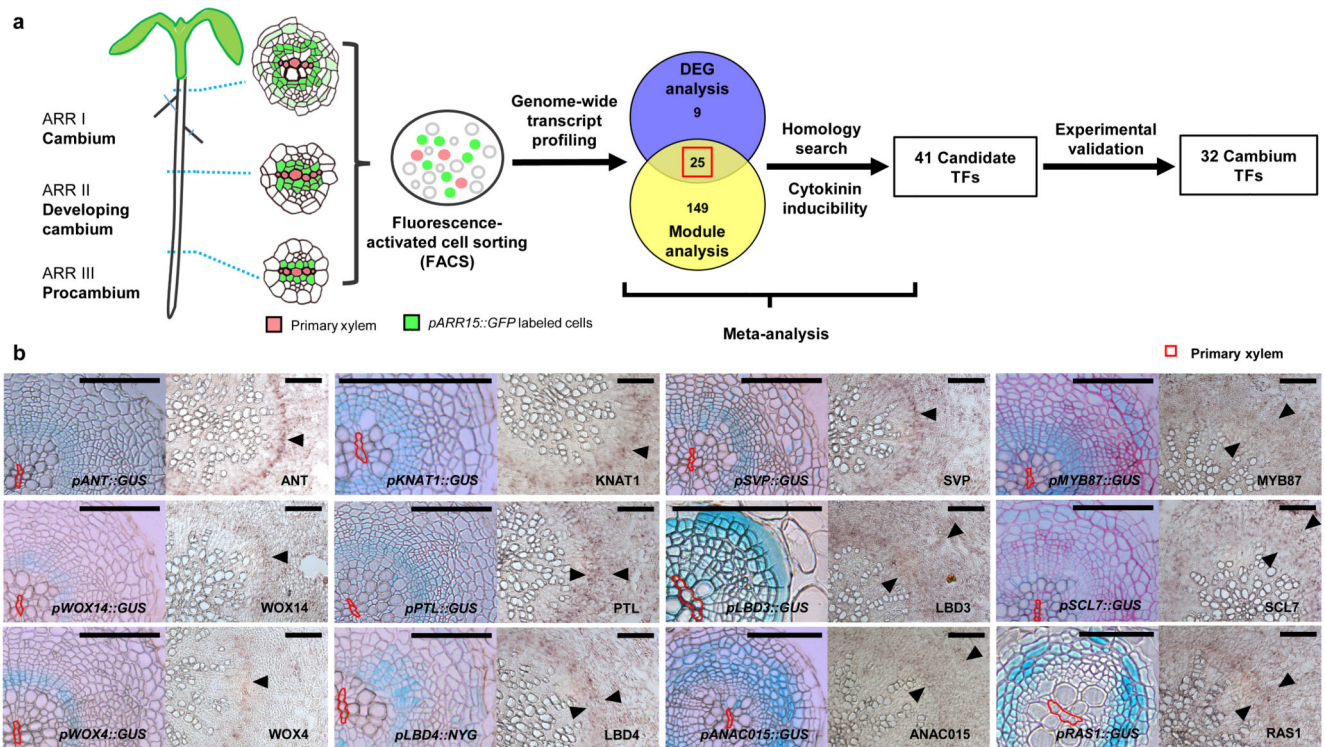 a
ARR I
Cambium
ARR II
Developing
cambium
ARR III
Procambium
Primary xylem
pARR15::GFP labeled cells
Fluorescence-
activated cell sorting
(FACS)
Genome-wide
transcript
profiling
DEG
analysis
9
25
149
Module
analysis
Homology
search
Cytokinin
inducibility
41 Candidate
TFs
Experimental
validation
32 Cambium
TFs
Meta-analysis
b
Primary xylem
pANT::GUS
ANT
pKNAT1::GUS
KNAT1
pSVP::GUS
SVP
pMYB87::GUS
MYB87
pWOX14::GUS
WOX14
pPTL::GUS
PTL
pLBD3::GUS
LBD3
pSCL7::GUS
SCL7
pWOX4::GUS
WOX4
pLBD4::NYG
LBD4
pANAC015::GUS
ANAC015
pRAS1::GUS
RAS1